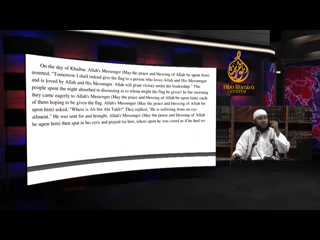 On the day of Khaibar, Allah's Messenger (May the peace and blessing of Allah be upon him)
asserted, "Tomorrow I shall indeed give the flag to a person who loves Allah and His Messenger
and is loved by Allah and His Messenger. Allah will grant victory under his leadership." The
people spent the night absorbed in discussing as to whom might the flag be given! In the morning
they came eagerly to Allah's Messenger (May the peace and blessing of Allah be upon him) each
of them hoping to be given the flag. Allah's Messenger (May the peace and blessing of Allah be
upon him) asked, "Where is Ali bin Abi Talib?" They replied, "He is suffering from an eye
ailment." He was sent for and brought. Allah's Messenger (May the peace and blessing of Allah
be upon him) then spat in his eyes and prayed for him, where upon he was cured as if he had no
CENTER